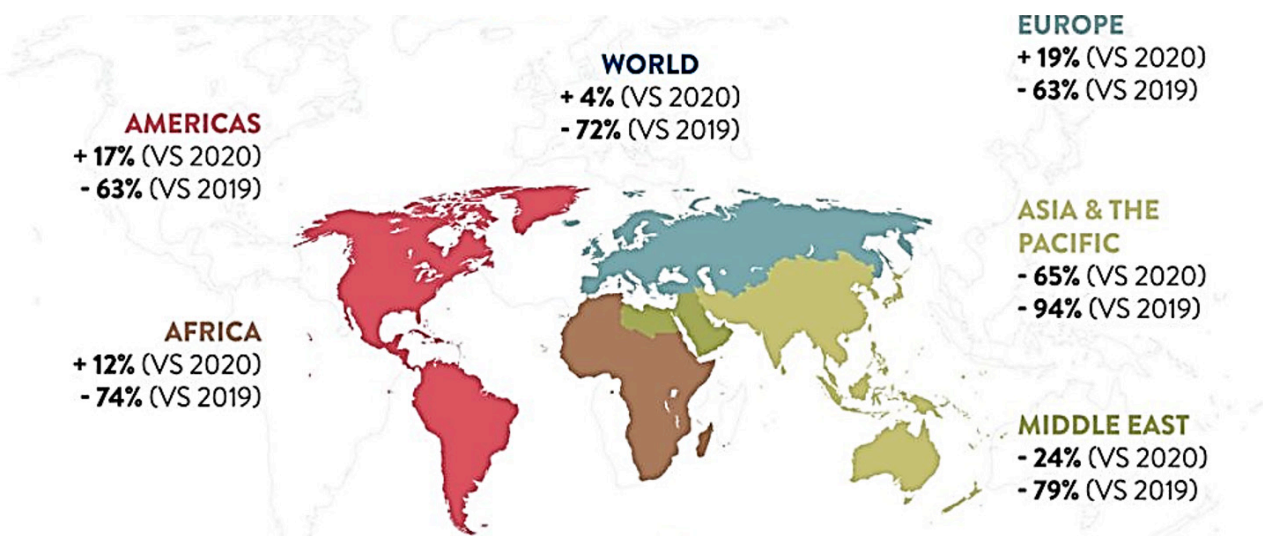 EUROPE
+ 19% (VS 2020)
- 63% (VS 2019)
WORLD
+ 4% (VS 2020)
- 72% (VS 2019)
AMERICAS
+ 17% (VS 2020)
- 63% (VS 2019)
ASIA & THE
PACIFIC
- 65% (VS 2020)
- 94% (VS 2019)
AFRICA
+ 12% (VS 2020)
- 74% (VS 2019)
MIDDLE EAST
- 24% (VS 2020)
- 79% (VS 2019)